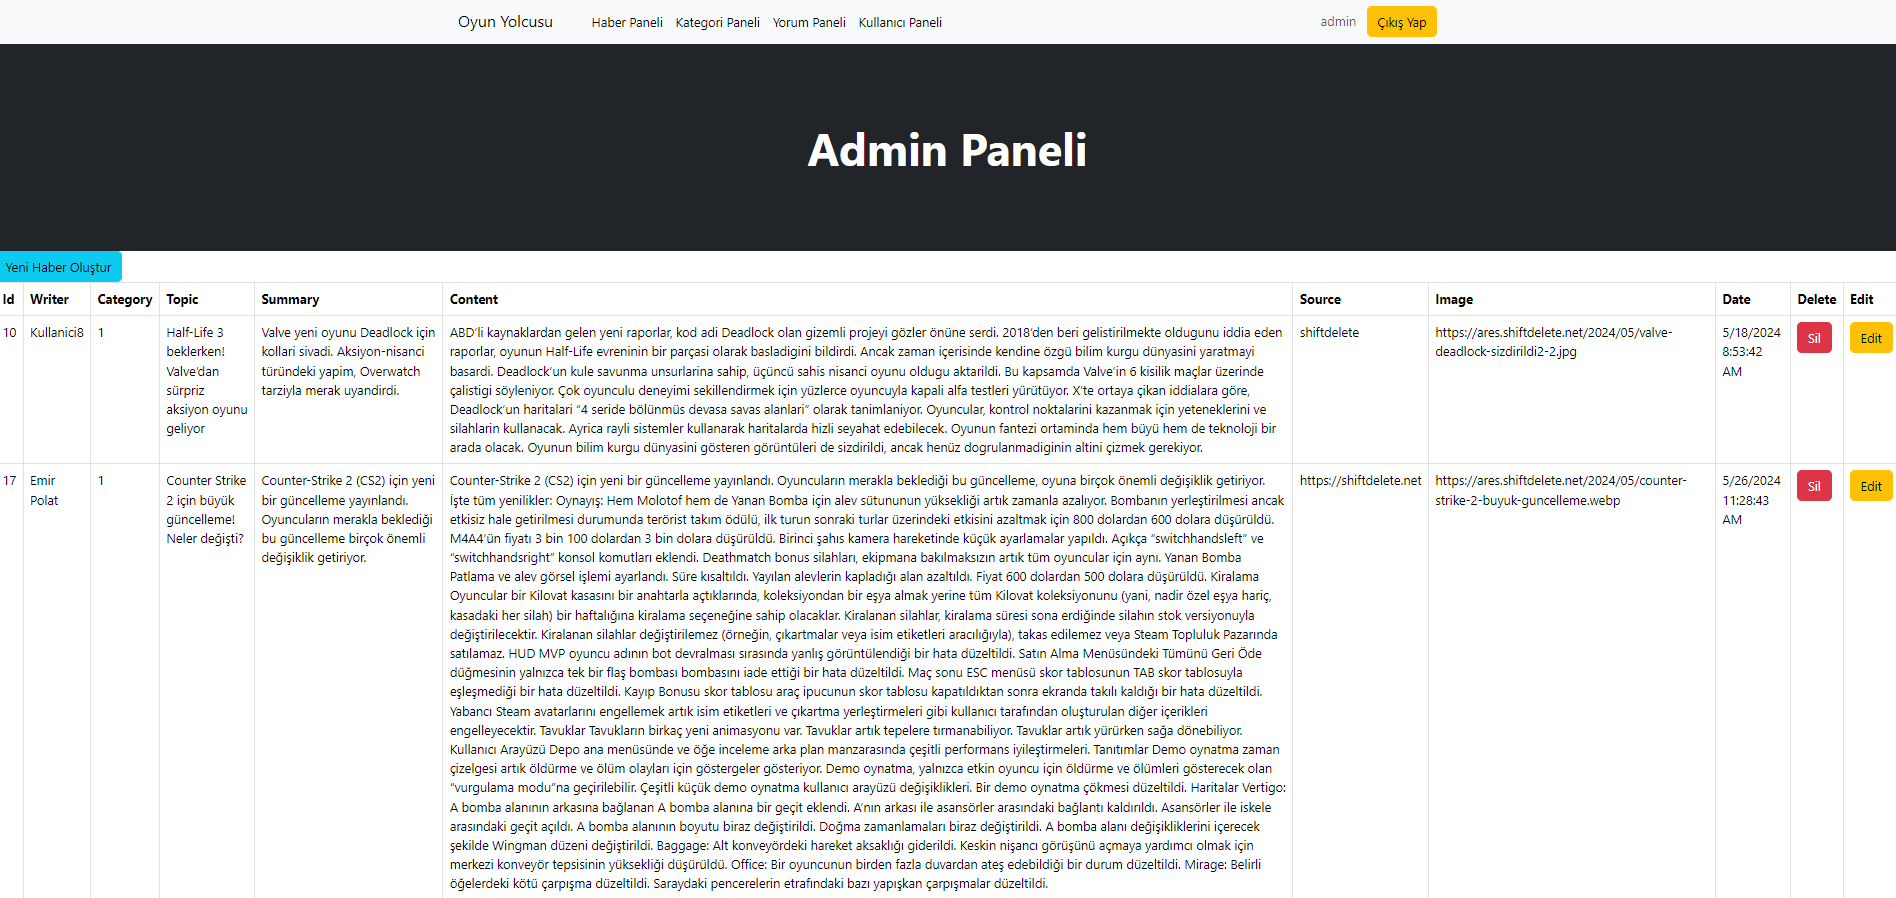 Oyun Yolcusu Haber Paneli Kategori Paneli Yorum Paneli Kullanıcı Paneli admin Çıkış Yap
Admin Paneli
Yeni Haber Oluştur
Id Writer Category Topic Summary Content Source Image Date Delete Edit
10
Kullanici8
1
Half-Life 3
beklerken!
Valve'dan
sürpriz
aksiyon oyunu
geliyor
Valve yeni oyunu Deadlock için
kollari sivadi. Aksiyon-nisanci
türündeki yapim, Overwatch
tarziyla merak uyandirdi.
ABD'li kaynaklardan gelen yeni raporlar, kod adi Deadlock olan gizemli projeyi gözler önüne serdi. 2018'den beri gelistirilmekte oldugunu iddia eden
raporlar, oyunun Half-Life evreninin bir parçasi olarak basladigini bildirdi. Ancak zaman içerisinde kendine özgü bilim kurgu dünyasini yaratmayi
basardi. Deadlock'un kule savunma unsurlarina sahip, üçüncü sahis nisanci oyunu oldugu aktarildi. Bu kapsamda Valve'in 6 kisilik maçlar üzerinde
çalistigi söyleniyor. Çok oyunculu deneyimi sekillendirmek için yüzlerce oyuncuyla kapali alfa testleri yürütüyor. X'te ortaya çikan iddialara göre,
Deadlock'un haritalari “4 seride bölünmüs devasa savas alanlari” olarak tanimlaniyor. Oyuncular, kontrol noktalarini kazanmak için yeteneklerini ve
silahlarin kullanacak. Ayrica rayli sistemler kullanarak haritalarda hizli seyahat edebilecek. Oyunun fantezi ortaminda hem büyü hem de teknoloji bir
arada olacak. Oyunun bilim kurgu dünyasini gösteren görüntüleri de sizdirildi, ancak henüz dogrulanmadiginin altini çizmek gerekiyor.
shiftdelete
https://ares.shiftdelete.net/2024/05/valve-
deadlock-sizdirildi2-2.jpg
5/18/2024
8:53:42
AM
Sil
Edit
17
Emir
Polat
1
Counter Strike
2 için büyük
güncelleme!
Neler değişti?
Counter-Strike 2 (CS2) için yeni
bir güncelleme yayınlandı.
Oyuncuların merakla beklediği
bu güncelleme birçok önemli
değişiklik getiriyor.
Counter-Strike 2 (CS2) için yeni bir güncelleme yayınlandı. Oyuncuların merakla beklediği bu güncelleme, oyuna birçok önemli değişiklik getiriyor.
İşte tüm yenilikler: Oynayış: Hem Molotof hem de Yanan Bomba için alev sütununun yüksekliği artık zamanla azalıyor. Bombanın yerleştirilmesi ancak
etkisiz hale getirilmesi durumunda terörist takım ödülü, ilk turun sonraki turlar üzerindeki etkisini azaltmak için 800 dolardan 600 dolara düşürüldü.
M4A4'ün fiyatı 3 bin 100 dolardan 3 bin dolara düşürüldü. Birinci şahıs kamera hareketinde küçük ayarlamalar yapıldı. Açıkça “switchhandsleft” ve
“switchhandsright” konsol komutları eklendi. Deathmatch bonus silahları, ekipmana bakılmaksızın artık tüm oyuncular için aynı. Yanan Bomba
Patlama ve alev görsel işlemi ayarlandı. Süre kısaltıldı. Yayılan alevlerin kapladığı alan azaltıldı. Fiyat 600 dolardan 500 dolara düşürüldü. Kiralama
Oyuncular bir Kilovat kasasını bir anahtarla açtıklarında, koleksiyondan bir eşya almak yerine tüm Kilovat koleksiyonunu (yani, nadir özel eşya hariç,
kasadaki her silah) bir haftalığına kiralama seçeneğine sahip olacaklar. Kiralanan silahlar, kiralama süresi sona erdiğinde silahın stok versiyonuyla
değiştirilecektir. Kiralanan silahlar değiştirilemez (örneğin, çıkartmalar veya isim etiketleri aracılığıyla), takas edilemez veya Steam Topluluk Pazarında
satılamaz. HUD MVP oyuncu adının bot devralması sırasında yanlış görüntülendiği bir hata düzeltildi. Satın Alma Menüsündeki Tümünü Geri Öde
düğmesinin yalnızca tek bir flaş bombası bombasını iade ettiği bir hata düzeltildi. Maç sonu ESC menüsü skor tablosunun TAB skor tablosuyla
eşleşmediği bir hata düzeltildi. Kayıp Bonusu skor tablosu araç ipucunun skor tablosu kapatıldıktan sonra ekranda takılı kaldığı bir hata düzeltildi.
Yabancı Steam avatarlarını engellemek artık isim etiketleri ve çıkartma yerleştirmeleri gibi kullanıcı tarafından oluşturulan diğer içerikleri
engelleyecektir. Tavuklar Tavukların birkaç yeni animasyonu var. Tavuklar artık tepelere tırmanabiliyor. Tavuklar artık yürürken sağa dönebiliyor.
Kullanıcı Arayüzü Depo ana menüsünde ve öğe inceleme arka plan manzarasında çeşitli performans iyileştirmeleri. Tanıtımlar Demo oynatma zaman
çizelgesi artık öldürme ve ölüm olayları için göstergeler gösteriyor. Demo oynatma, yalnızca etkin oyuncu için öldürme ve ölümleri gösterecek olan
“vurgulama modu”na geçirilebilir. Çeşitli küçük demo oynatma kullanıcı arayüzü değişiklikleri. Bir demo oynatma çökmesi düzeltildi. Haritalar Vertigo:
A bomba alanının arkasına bağlanan A bomba alanına bir geçit eklendi. A'nın arkası ile asansörler arasındaki bağlantı kaldırıldı. Asansörler ile iskele
arasındaki geçit açıldı. A bomba alanının boyutu biraz değiştirildi. Doğma zamanlamaları biraz değiştirildi. A bomba alanı değişikliklerini içerecek
şekilde Wingman düzeni değiştirildi. Baggage: Alt konveyördeki hareket aksaklığı giderildi. Keskin nişancı görüşünü açmaya yardımcı olmak için
merkezi konveyör tepsisinin yüksekliği düşürüldü. Office: Bir oyuncunun birden fazla duvardan ateş edebildiği bir durum düzeltildi. Mirage: Belirli
öğelerdeki kötü çarpışma düzeltildi. Saraydaki pencerelerin etrafındaki bazı yapışkan çarpışmalar düzeltildi.
https://shiftdelete.net
https://ares.shiftdelete.net/2024/05/counter-
strike-2-buyuk-guncelleme.webp
5/26/2024
11:28:43
AM
Sil
Edit